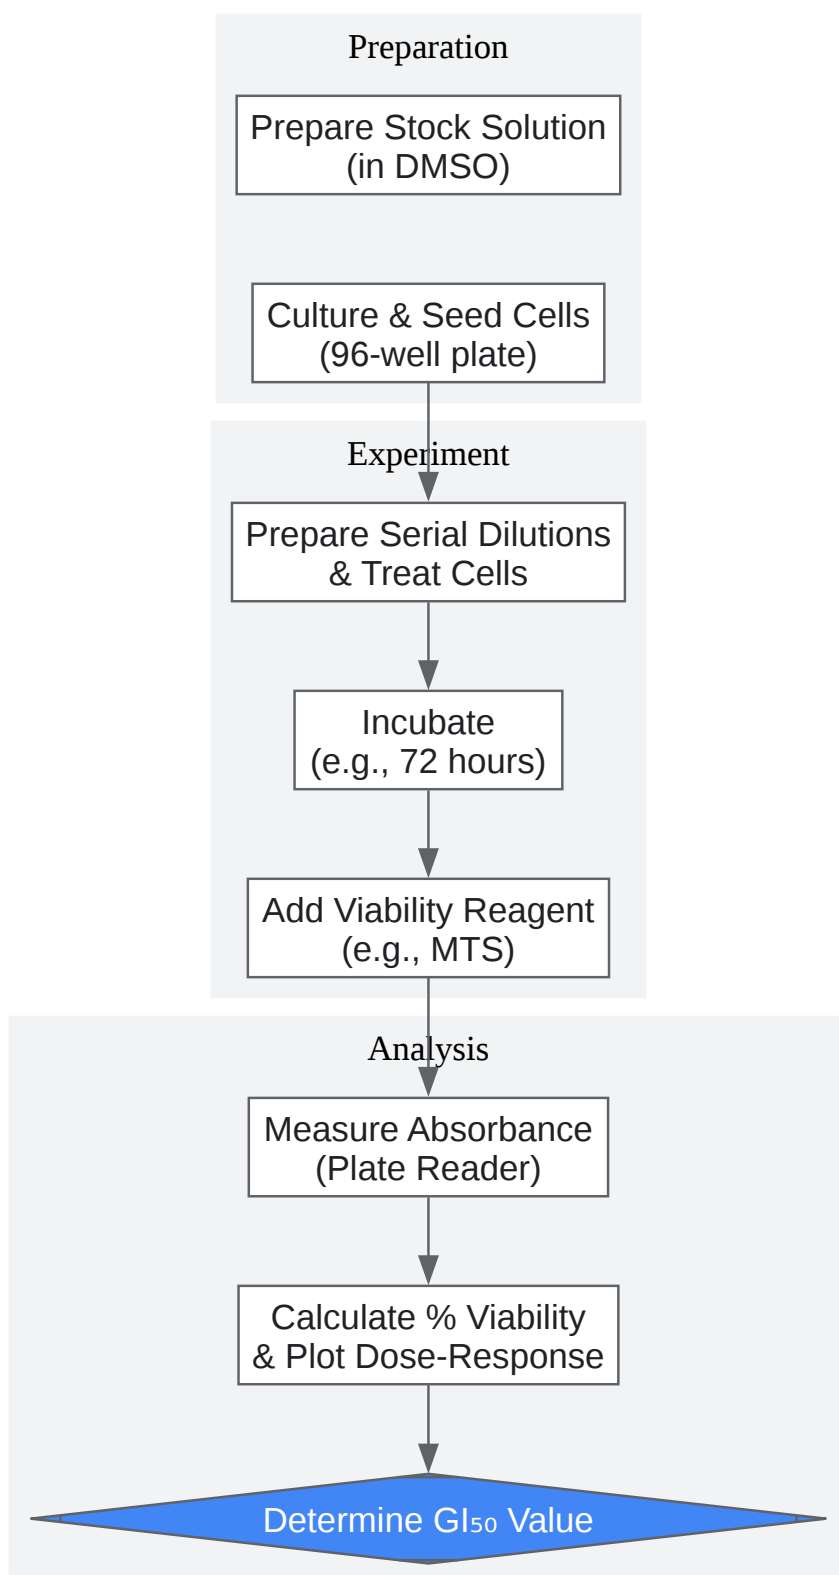 Preparation
Prepare Stock Solution
(in DMSO)
Culture & Seed Cells
(96-well plate)
Experiment
Prepare Serial Dilutions
& Treat Cells
Incubate
(e.g., 72 hours)
Add Viability Reagent
(e.g., MTS)
Analysis
Measure Absorbance
(Plate Reader)
Calculate % Viability
& Plot Dose-Response
Determine GI₅₀ Value